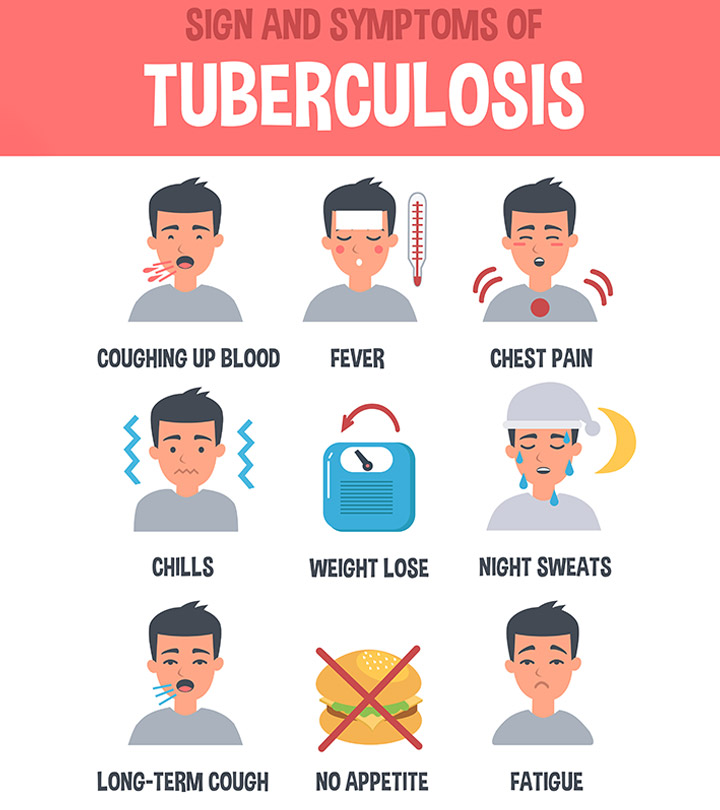 SIGN AND SYMPTOMS OF
TUBERCULOSIS
COUGHING UP BLOOD
FEVER
CHEST PAIN
CHILLS
WEIGHT LOSE
NIGHT SWEATS
LONG-TERM COUGH
NO APPETITE
FATIGUE